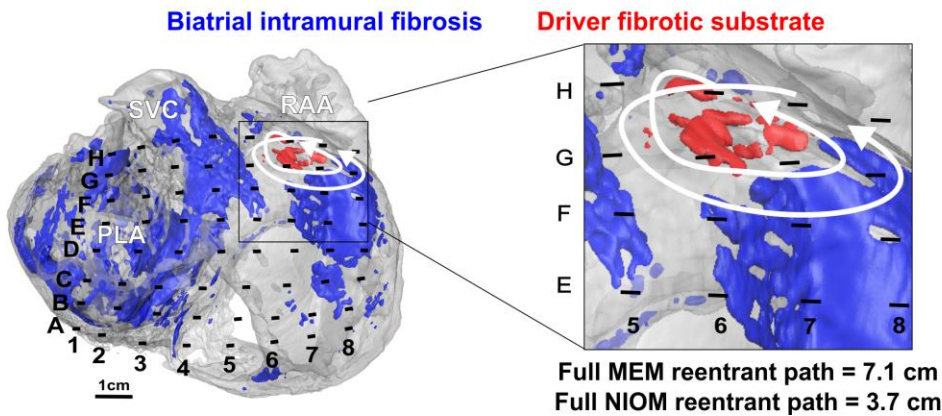 Biatrial intramural fibrosis Driver fibrotic substrate
SVC RAA
H
G
F
E
D
C
B
A
PLA
1 2 3 4 5 6 7 8
1cm
H
G
F
E
5 6 7 8
Full MEM reentrant path = 7.1 cm
Full NIOM reentrant path = 3.7 cm